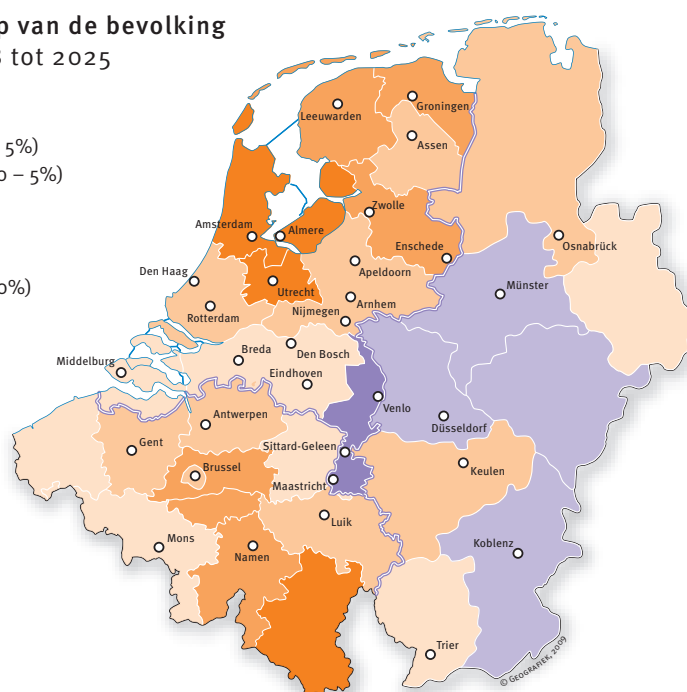 p van de bevolking
tot 2025
5%)
– 5%)
0%)
Leeuwarden
Groningen
Assen
Zwolle
Amsterdam
Almere
Enschede
Osnabrück
Den Haag
Apeldoorn
Utrecht
Münster
Rotterdam
Arnhem
Nijmegen
Middelburg
Breda
Den Bosch
Eindhoven
Venlo
Antwerpen
Düsseldorf
Gent
Sittard-Geleen
Brussel
Keulen
Maastricht
Luik
Mons
Namen
Koblenz
Trier
© Geografiek, 2009